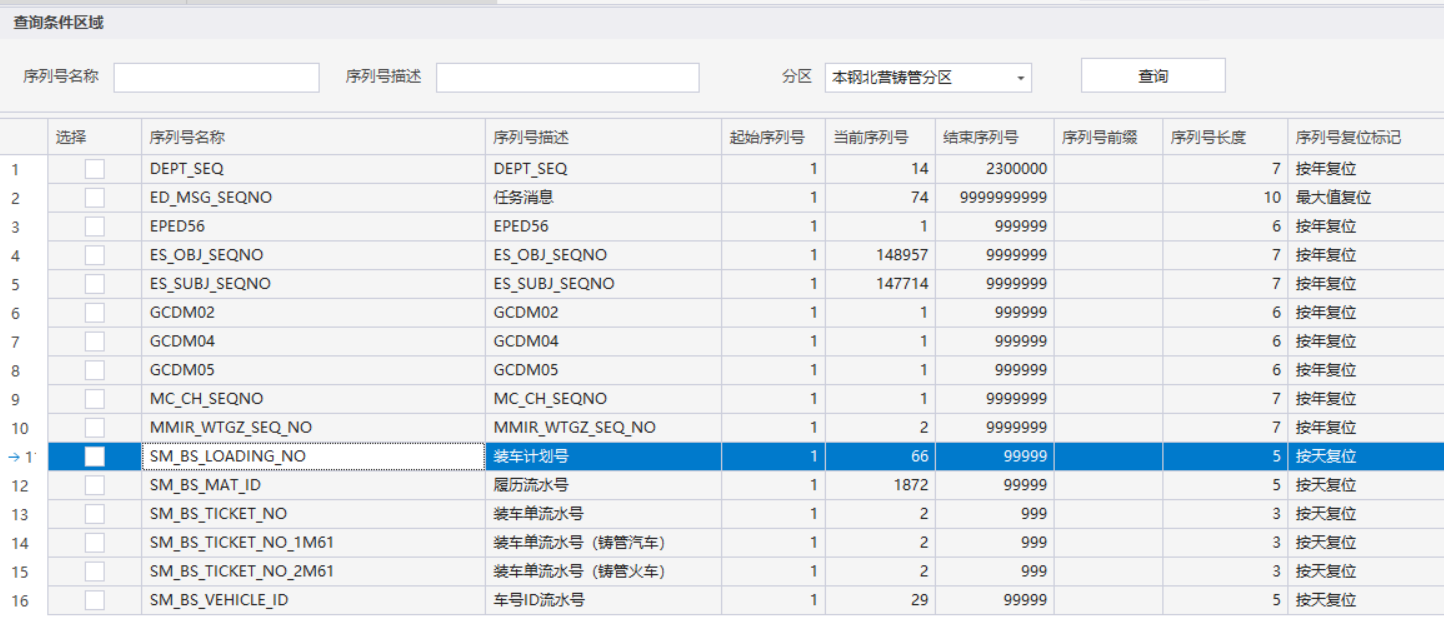 查询条件区域
序列号名称 序列号描述 分区 本钢北营铸管分区 查询
选择 序列号名称 序列号描述 起始序列号 当前序列号 结束序列号 序列号前缀 序列号长度 序列号复位标记
1 DEPT_SEQ DEPT_SEQ 1 14 2300000 7 按年复位
2 ED_MSG_SEQNO 任务消息 1 74 9999999999 10 最大值复位
3 EPED56 EPED56 1 1 999999 6 按年复位
4 ES_OBJ_SEQNO ES_OBJ_SEQNO 1 148957 9999999 7 按年复位
5 ES_SUBJ_SEQNO ES_SUBJ_SEQNO 1 147714 9999999 7 按年复位
6 GCDM02 GCDM02 1 1 999999 6 按年复位
7 GCDM04 GCDM04 1 1 999999 6 按年复位
8 GCDM05 GCDM05 1 1 999999 6 按年复位
9 MC_CH_SEQNO MC_CH_SEQNO 1 1 9999999 7 按年复位
10 MMIR_WTGZ_SEQ_NO MMIR_WTGZ_SEQ_NO 1 2 9999999 7 按年复位
→ 1 SM_BS_LOADING_NO 装车计划号 1 66 99999 5 按天复位
12 SM_BS_MAT_ID 履历流水号 1 1872 99999 5 按天复位
13 SM_BS_TICKET_NO 装车单流水号 1 2 999 3 按天复位
14 SM_BS_TICKET_NO_1M61 装车单流水号（铸管汽车） 1 2 999 3 按天复位
15 SM_BS_TICKET_NO_2M61 装车单流水号（铸管火车） 1 2 999 3 按天复位
16 SM_BS_VEHICLE_ID 车号ID流水号 1 29 99999 5 按天复位